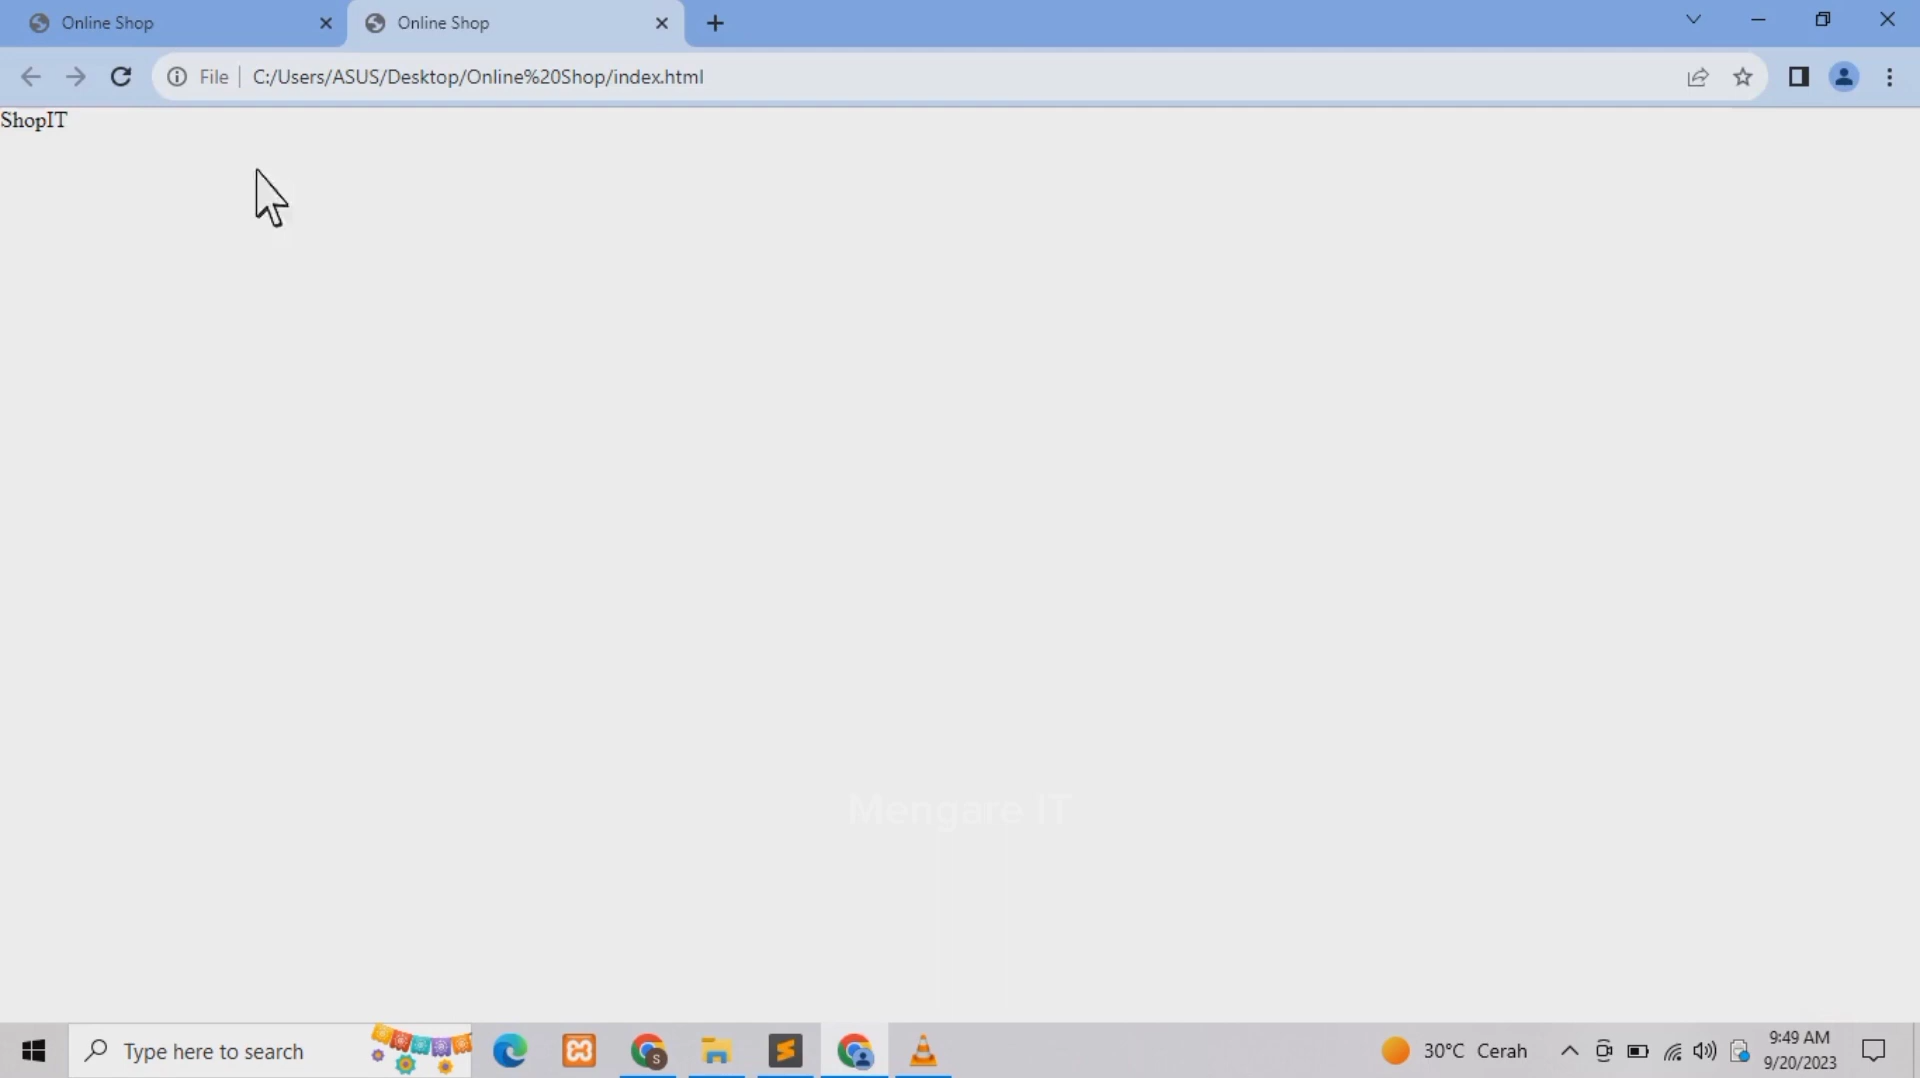 Online Shop
Online Shop
File
C:/Users/ASUS/Desktop/Online%20Shop/index.html
ShopIT
Mengare IT
Type here to search
S
30°C Cerah
9:49 AM
9/20/2023